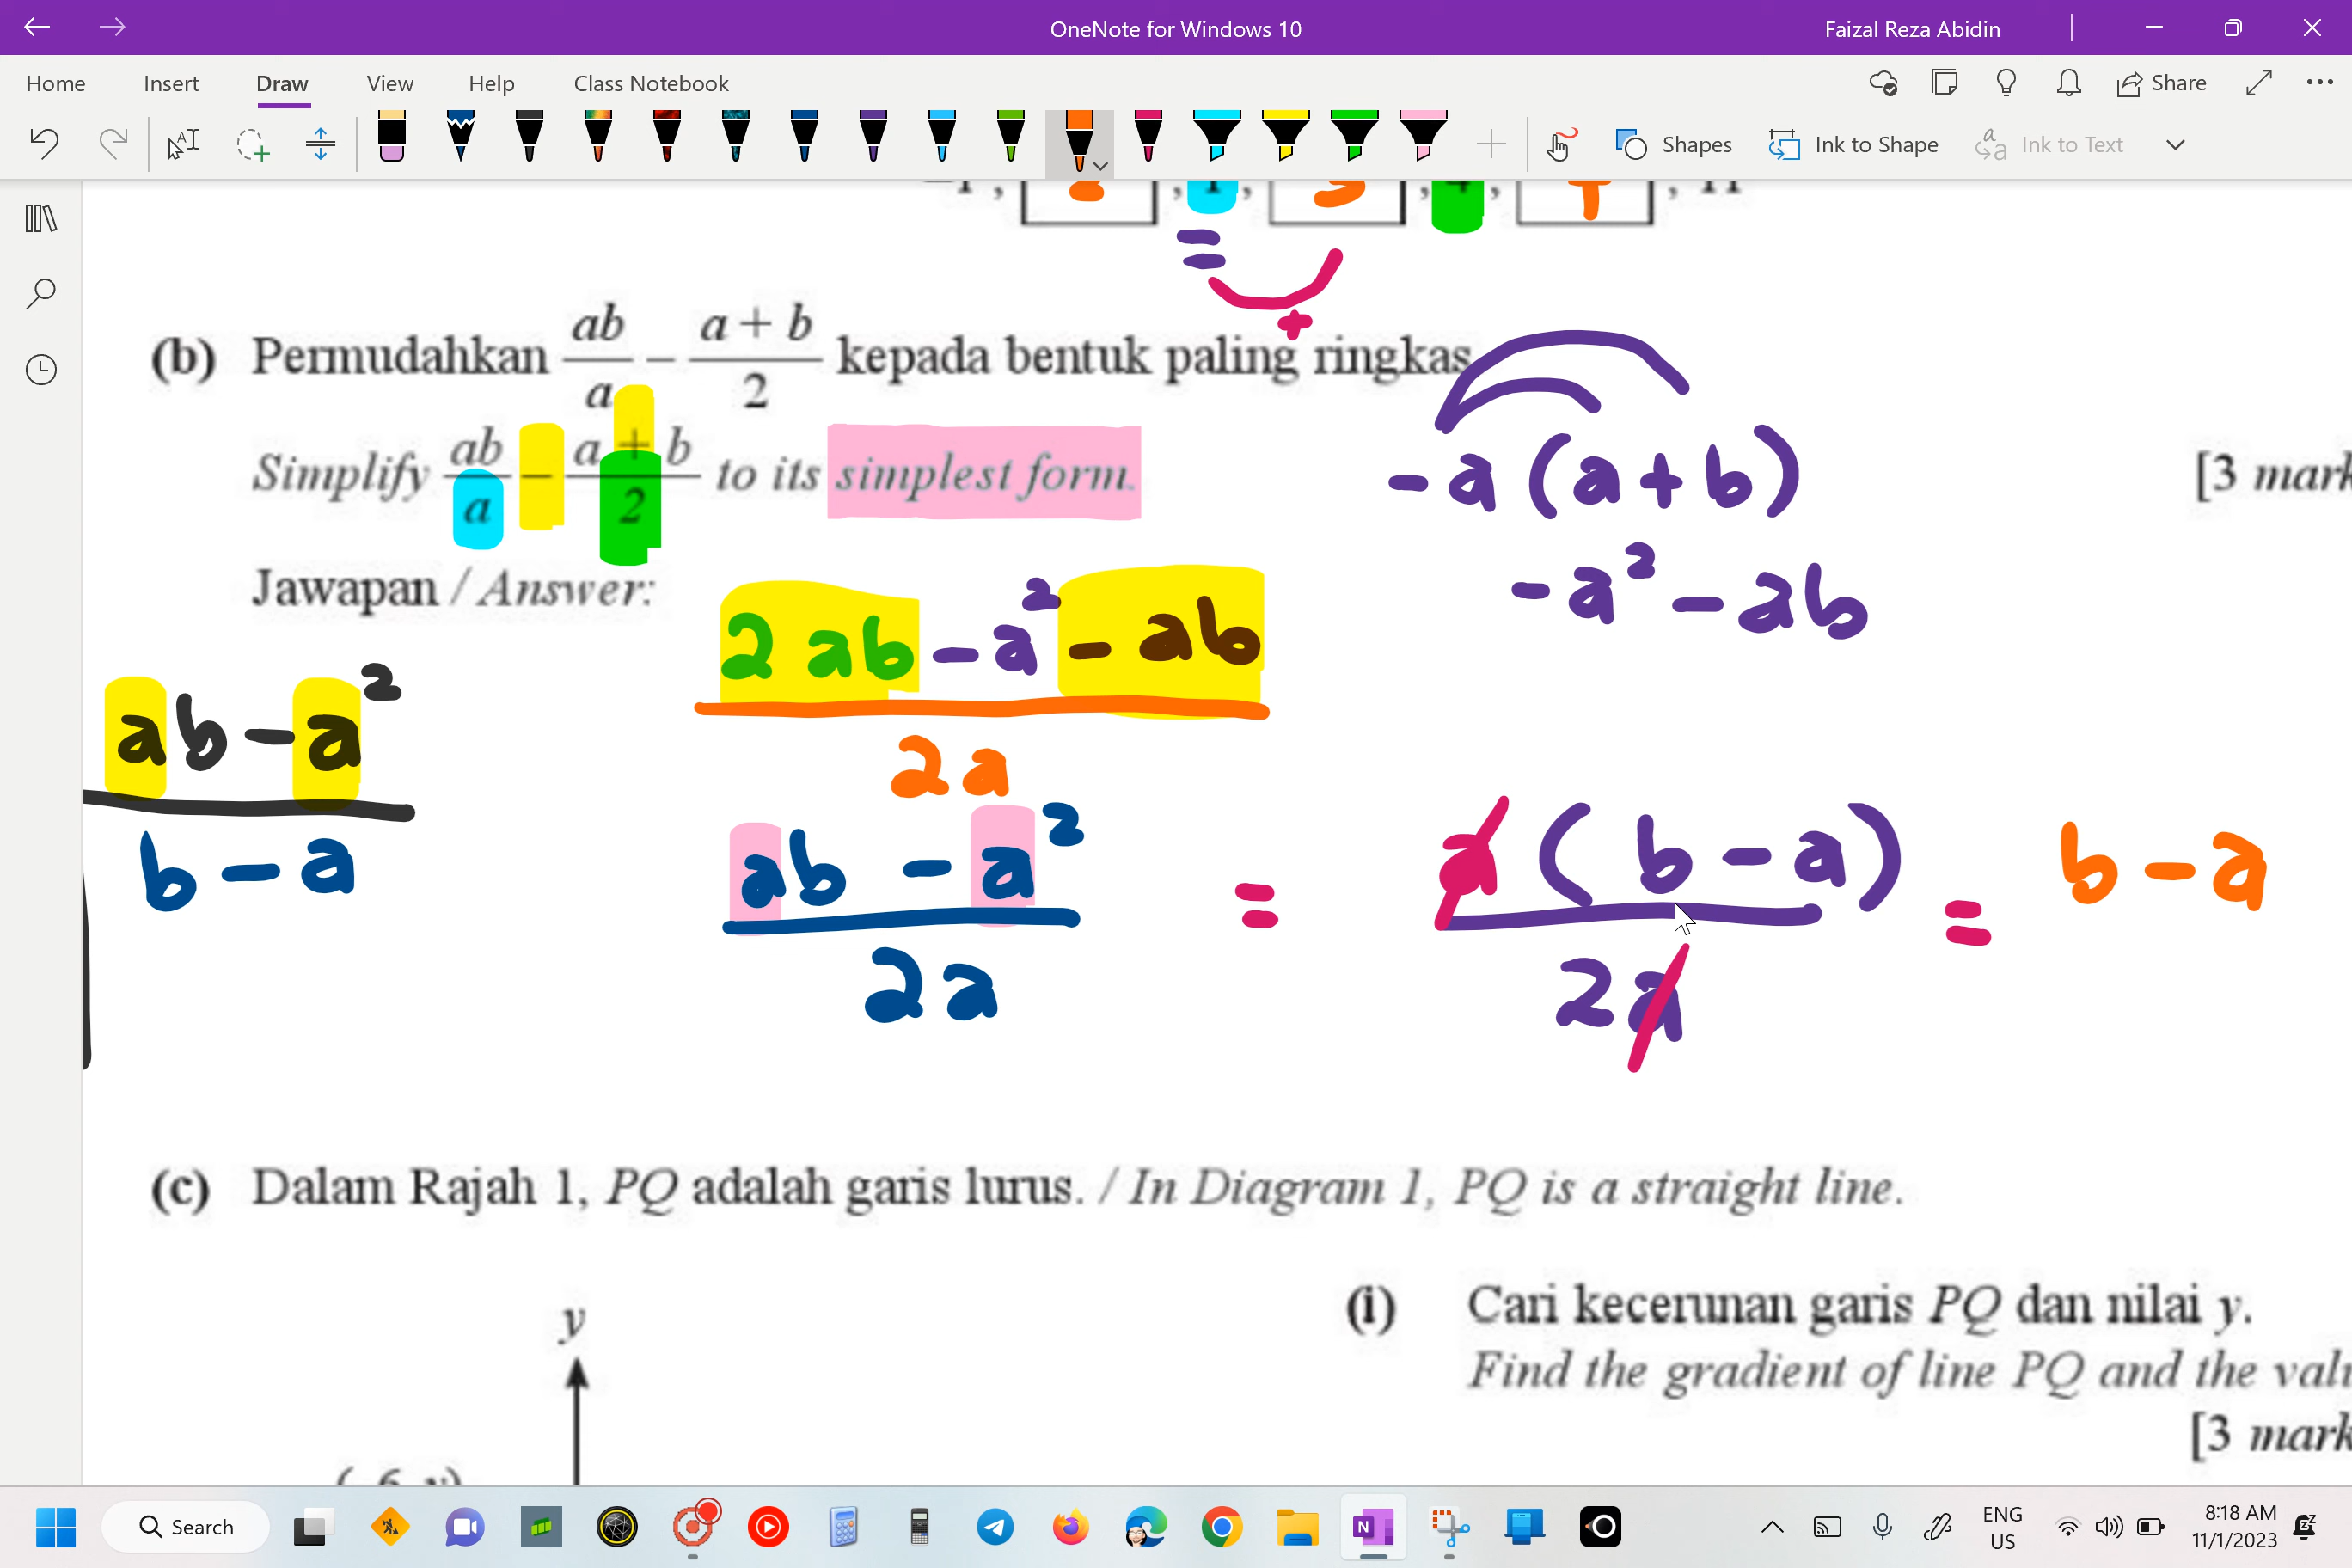 OneNote for Windows 10 Faizal Reza Abidin
Home Insert Draw View Help Class Notebook Share
Shapes Ink to Shape Ink to Text
(b) Permudahkan ab/a − a + b/2 kepada bentuk paling ringkas
Simplify ab/a − a + b/2 to its simplest form.
[3 mark
-a (a+b)
-a² - ab
Jawapan / Answer:
2 ab - a² - ab
2a
ab - a²
b - a
ab - a²
2a
=
a ( b - a )
2a
= b - a
(c) Dalam Rajah 1, PQ adalah garis lurus. / In Diagram 1, PQ is a straight line.
y
(i) Cari kecerunan garis PQ dan nilai y.
Find the gradient of line PQ and the
[3 mark
Search
ENG
US
8:18 AM
11/1/2023